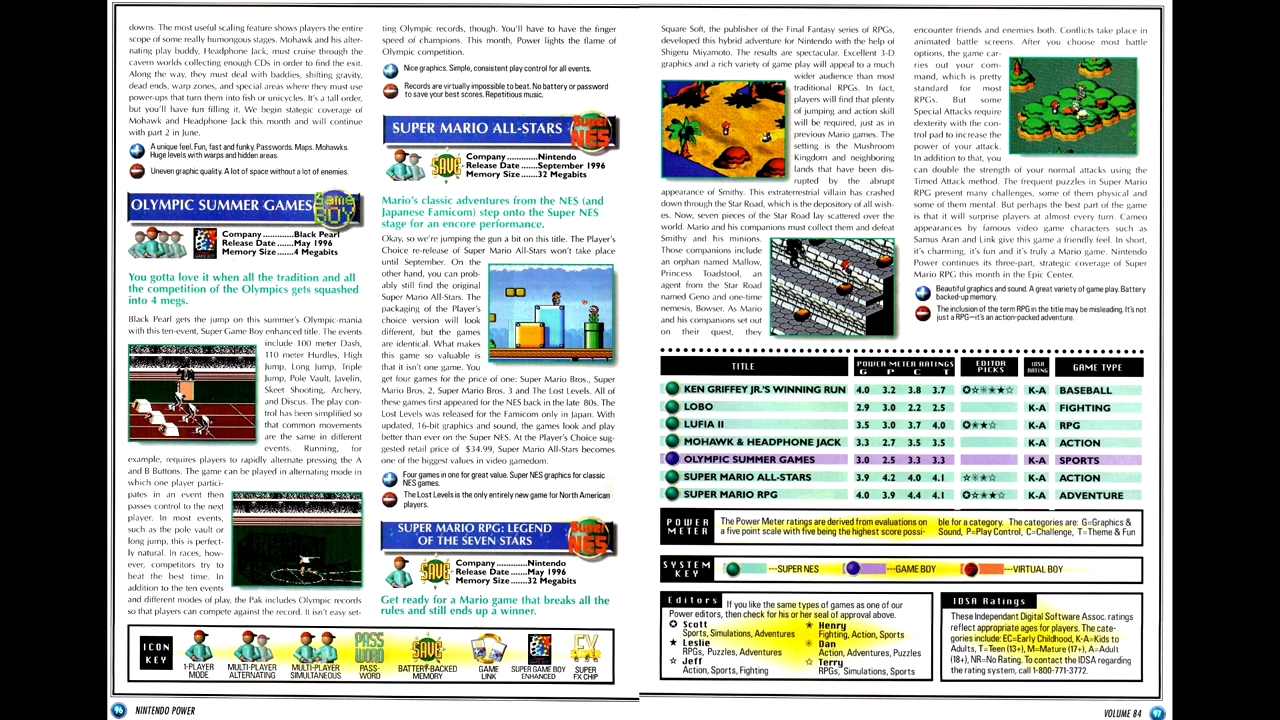 downs. The most useful scaling feature shows players the entire
scope of some really humongous stages. Mohawk and his alter-
nating play buddy, Headphone Jack, must cruise through the
cavern worlds collecting enough CDs in order to find the exit.
Along the way, they must deal with baddies, shifting gravity,
dead ends, warp zones, and special areas where they must use
power-ups that turn them into fish or unicycles. It's a tall order,
but you'll have fun filling it. We begin stategic coverage of
Mohawk and Headphone Jack this month and will continue
with part 2 in June.
A unique feel. Fun, fast and funky. Passwords. Maps. Mohawks.
Huge levels with warps and hidden areas.
Uneven graphic quality. A lot of space without a lot of enemies.
OLYMPIC SUMMER GAMES
GAME BOY
Company .............Black Pearl
Release Date .....May 1996
Memory Size .......4 Megabits
You gotta love it when all the tradition and all
the competition of the Olympics gets squashed
into 4 megs.
Black Pearl gets the jump on this summer's Olympic-mania
with this ten-event, Super Game Boy enhanced title. The events
include 100 meter Dash,
110 meter Hurdles, High
Jump, Long Jump, Triple
Jump, Pole Vault, Javelin,
Skeet Shooting, Archery,
and Discus. The play con-
trol has been simplified so
that common movements
are the same in different
events. Running, for
example, requires players to rapidly alternate pressing the A
and B Buttons. The game can be played in alternating mode in
which one player partici-
pates in an event then
passes control to the next
player. In most events,
such as the pole vault or
long jump, this is perfect-
ly natural. In races, how-
ever, competitors try to
beat the best time. In
addition to the ten events
and different modes of play, the Pak includes Olympic records
so that players can compete against the record. It isn't easy set-
ting Olympic records, though. You'll have to have the finger
speed of champions. This month, Power lights the flame of
Olympic competition.
Nice graphics. Simple, consistent play control for all events.
Records are virtually impossible to beat. No battery or password
to save your best scores. Repetitious music.
SUPER MARIO ALL-STARS
Super NES
SAVE
Company .............Nintendo
Release Date .....September 1996
Memory Size .......32 Megabits
Mario's classic adventures from the NES (and
Japanese Famicom) step onto the Super NES
stage for an encore performance.
Okay, so we're jumping the gun a bit on this title. The Player's
Choice re-release of Super Mario All-Stars won't take place
until September. On the
other hand, you can prob-
ably still find the original
Super Mario All-Stars. The
packaging of the Player's
choice version will look
different, but the games
are identical. What makes
this game so valuable is
that it isn't one game. You
get four games for the price of one: Super Mario Bros., Super
Mario Bros. 2, Super Mario Bros. 3 and The Lost Levels. All of
these games first appeared for the NES back in the late 80s. The
Lost Levels was released for the Famicom only in Japan. With
updated, 16-bit graphics and sound, the games look and play
better than ever on the Super NES. At the Player's Choice sug-
gested retail price of $34.99, Super Mario All-Stars becomes
one of the biggest values in video gamedom.
Four games in one for great value. Super NES graphics for classic
NES games.
The Lost Levels is the only entirely new game for North American
players.
SUPER MARIO RPG: LEGEND
OF THE SEVEN STARS
Super NES
SAVE
Company .............Nintendo
Release Date .....May 1996
Memory Size .......32 Megabits
Get ready for a Mario game that breaks all the
rules and still ends up a winner.
ICON KEY
1-PLAYER MODE
MULTI-PLAYER ALTERNATING
MULTI-PLAYER SIMULTANEOUS
PASS WORD
PASS-WORD
SAVE
BATTERY-BACKED MEMORY
GAME LINK
SUPER GAME BOY ENHANCED
FX CHIP
SUPER FX CHIP
96 NINTENDO POWER
Square Soft, the publisher of the Final Fantasy series of RPGs,
developed this hybrid adventure for Nintendo with the help of
Shigeru Miyamoto. The results are spectacular. Excellent 3-D
graphics and a rich variety of game play will appeal to a much
wider audience than most
traditional RPGs. In fact,
players will find that plenty
of jumping and action skill
will be required, just as in
previous Mario games. The
setting is the Mushroom
Kingdom and neighboring
lands that have been dis-
rupted by the abrupt
appearance of Smithy. This extraterrestrial villain has crashed
down through the Star Road, which is the depository of all wish-
es. Now, seven pieces of the Star Road lay scattered over the
world. Mario and his companions must collect them and defeat
Smithy and his minions.
Those companions include
an orphan named Mallow,
Princess Toadstool, an
agent from the Star Road
named Geno and one-time
nemesis, Bowser. As Mario
and his companions set out
on their quest, they
encounter friends and enemies both. Conflicts take place in
animated battle screens. After you choose most battle
options, the game car-
ries out your com-
mand, which is pretty
standard for most
RPGs. But some
Special Attacks require
dexterity with the con-
trol pad to increase the
power of your attack.
In addition to that, you
can double the strength of your normal attacks using the
Timed Attack method. The frequent puzzles in Super Mario
RPG present many challenges, some of them physical and
some of them mental. But perhaps the best part of the game
is that it will surprise players at almost every turn. Cameo
appearances by famous video game characters such as
Samus Aran and Link give this game a friendly feel. In short,
it's charming, it's fun and it's truly a Mario game. Nintendo
Power continues its three-part, strategic coverage of Super
Mario RPG this month in the Epic Center.
Beautiful graphics and sound. A great variety of game play. Battery
backed-up memory.
The inclusion of the term RPG in the title may be misleading. It's not
just a RPG—it's an action-packed adventure.
TITLE POWER METER RATINGS G P C T EDITOR PICKS IDSA RATING GAME TYPE
KEN GRIFFEY JR.'S WINNING RUN 4.0 3.2 3.8 3.7 ✪☆✳★★☆ K-A BASEBALL
LOBO 2.9 3.0 2.2 2.5 K-A FIGHTING
LUFIA II 3.5 3.0 3.7 4.0 ✪★★☆ K-A RPG
MOHAWK & HEADPHONE JACK 3.3 2.7 3.5 3.5 K-A ACTION
OLYMPIC SUMMER GAMES 3.0 2.5 3.3 3.3 K-A SPORTS
SUPER MARIO ALL-STARS 3.9 4.2 4.0 4.1 ☆✳★☆ K-A ACTION
SUPER MARIO RPG 4.0 3.9 4.4 4.1 ✪☆★★☆ K-A ADVENTURE
POWER METER
The Power Meter ratings are derived from evaluations on
a five point scale with five being the highest score possi-
ble for a category. The categories are: G=Graphics &
Sound, P=Play Control, C=Challenge, T=Theme & Fun
SYSTEM KEY
---SUPER NES
---GAME BOY
---VIRTUAL BOY
Editors
If you like the same types of games as one of our
Power editors, then check for his or her seal of approval above.
✪ Scott
Sports, Simulations, Adventures
★ Leslie
RPGs, Puzzles, Adventures
☆ Jeff
Action, Sports, Fighting
★ Henry
Fighting, Action, Sports
✳ Dan
Action, Adventures, Puzzles
☆ Terry
RPGs, Simulations, Sports
IDSA Ratings
These Independent Digital Software Assoc. ratings
reflect appropriate ages for players. The cate-
gories include: EC=Early Childhood, K-A=Kids to
Adults, T=Teen (13+), M=Mature (17+), A=Adult
(18+), NR=No Rating. To contact the IDSA regarding
the rating system, call 1-800-771-3772.
VOLUME 84 97